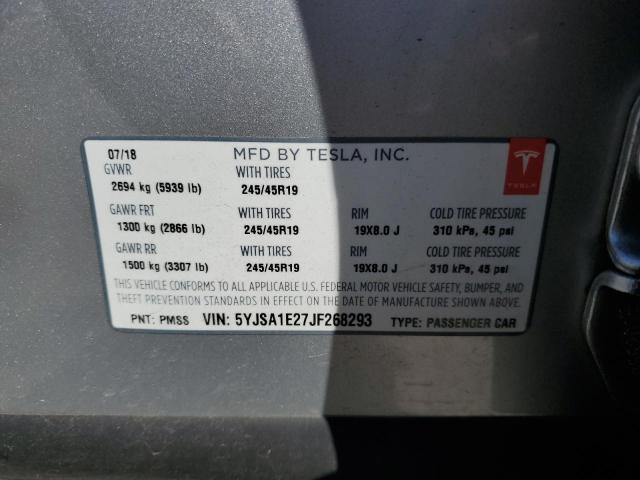 07/18 MFD BY TESLA, INC.
GVWR WITH TIRES
2694 kg (5939 lb) 245/45R19
TESLA
GAWR FRT WITH TIRES RIM COLD TIRE PRESSURE
1300 kg (2866 lb) 245/45R19 19X8.0 J 310 kPa, 45 psi
GAWR RR WITH TIRES RIM COLD TIRE PRESSURE
1500 kg (3307 lb) 245/45R19 19X8.0 J 310 kPa, 45 psi
THIS VEHICLE CONFORMS TO ALL APPLICABLE U.S. FEDERAL MOTOR VEHICLE SAFETY, BUMPER, AND
THEFT PREVENTION STANDARDS IN EFFECT ON THE DATE OF MANUFACTURE SHOWN ABOVE.
PNT: PMSS VIN: 5YJSA1E27JF268293 TYPE: PASSENGER CAR